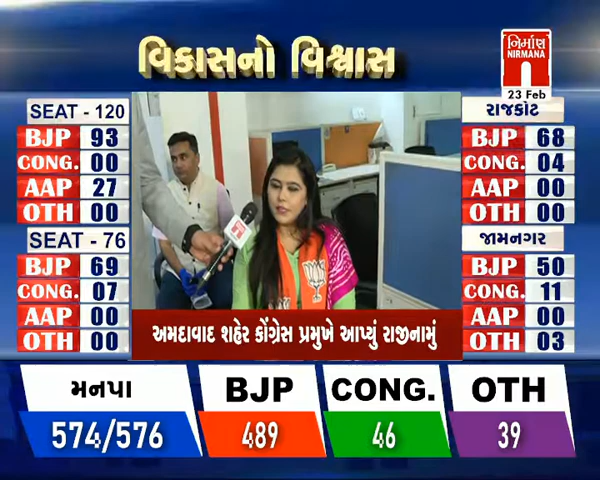 વિકાસનો વિશ્વાસ
નિર્માણ
NIRMANA
23 Feb
SEAT - 120
BJP 93
CONG. 00
AAP 27
OTH 00
SEAT - 76
BJP 69
CONG. 07
AAP 00
OTH 00
રાજકોટ
BJP 68
CONG. 04
AAP 00
OTH 00
જામનગર
BJP 50
CONG. 11
AAP 00
OTH 03
અમદાવાદ શહેર કોંગ્રેસ પ્રમુખે આપ્યું રાજીનામું
મનપા BJP CONG. OTH
574/576 489 46 39